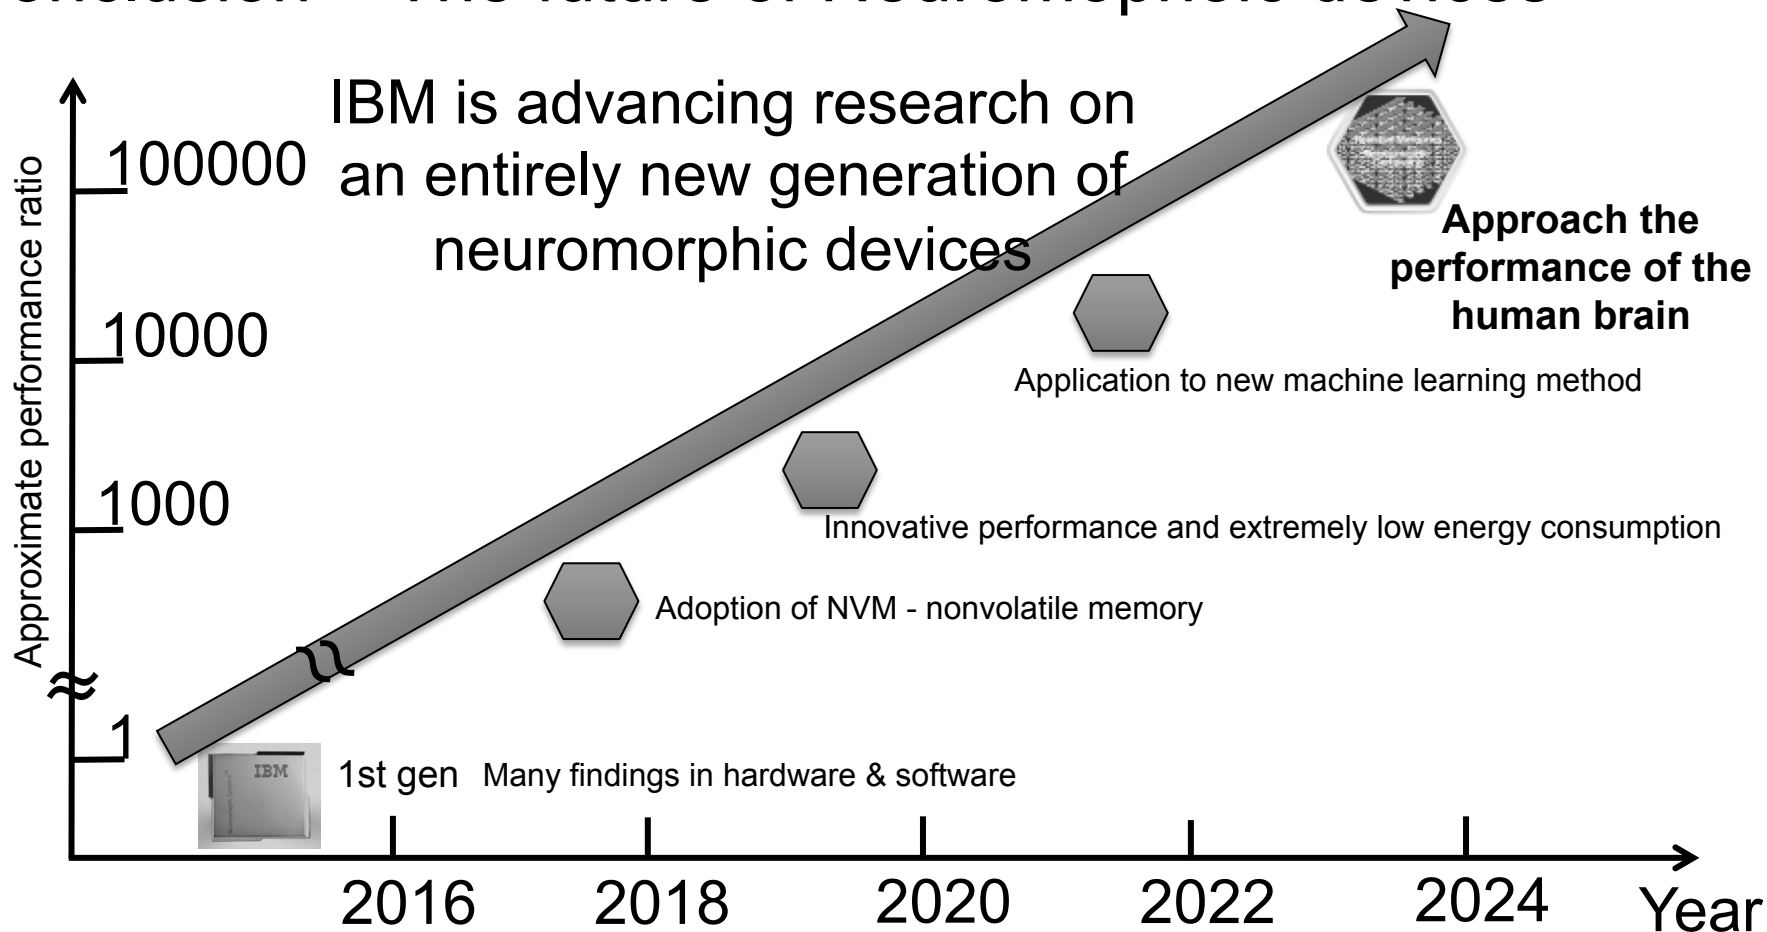 IBM is advancing research on
an entirely new generation of
neuromorphic devices
Approximate performance ratio
100000
10000
1000
1
Approach the
performance of the
human brain
Application to new machine learning method
Innovative performance and extremely low energy consumption
Adoption of NVM - nonvolatile memory
IBM
1st gen Many findings in hardware & software
2016 2018 2020 2022 2024 Year